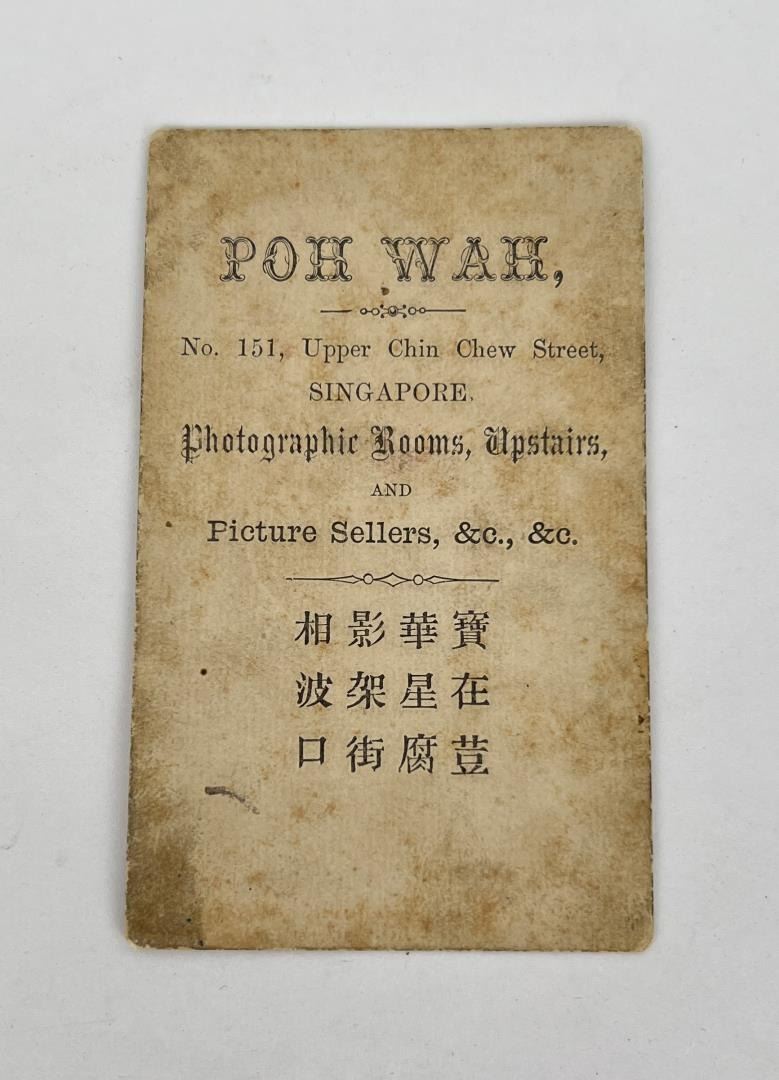 POH WAH,
No. 151, Upper Chin Chew Street,
SINGAPORE.
Photographic Rooms, Upstairs,
AND
Picture Sellers, &c., &c.
寶華影相
在星架波
荳腐街口